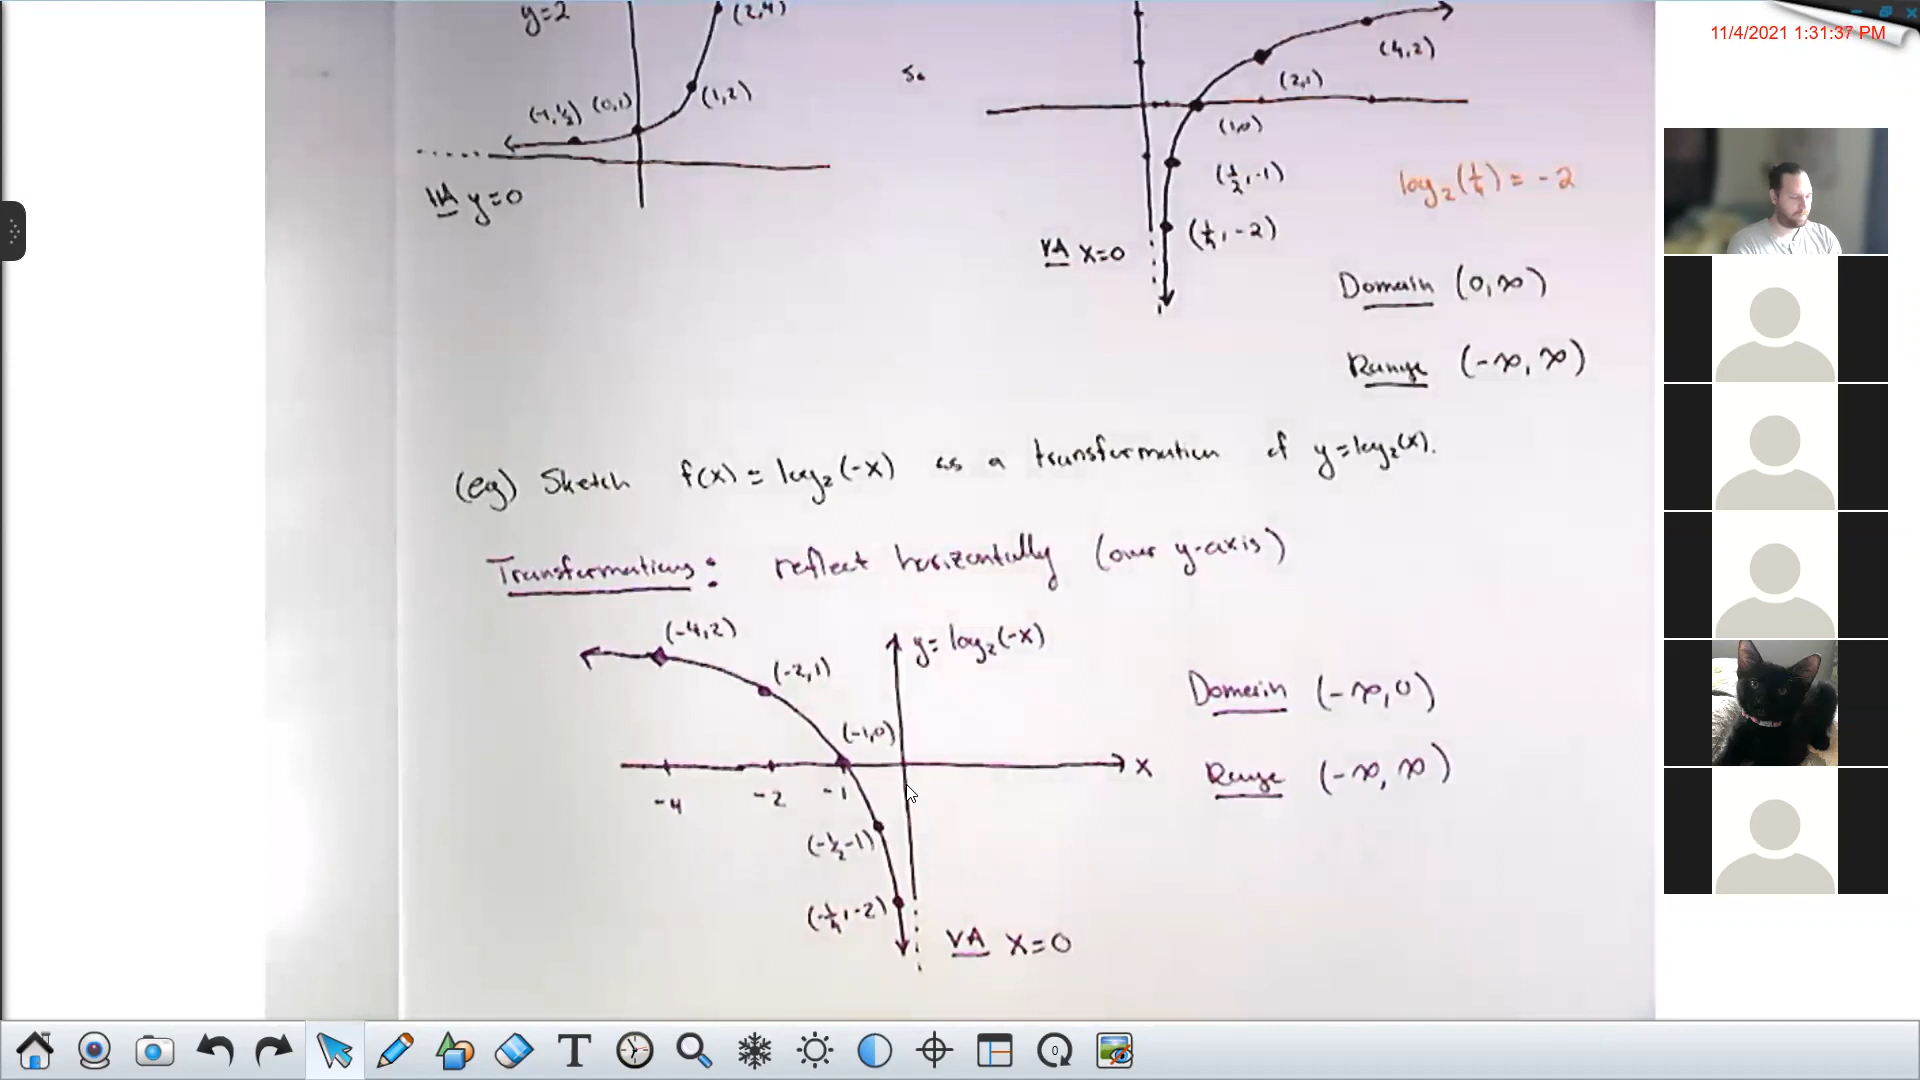 11/4/2021 1:31:37 PM
y=2
(2,4)
(4,2)
So
(2,1)
(-1,½) (0,1)
(1,2)
(1,0)
(½,-1)
log₂(¼) = -2
HA y=0
(¼,-2)
VA x=0
Domain (0,∞)
Range (-∞,∞)
(eg) Sketch f(x) = log₂(-x) as a transformation of y=log₂(x).
Transformations: reflect horizontally (over y-axis)
(-4,2)
y=log₂(-x)
(-2,1)
Domain (-∞,0)
(-1,0)
x
Range (-∞,∞)
-4 -2 -1
(-½,-1)
(-¼,-2)
VA x=0
T
0